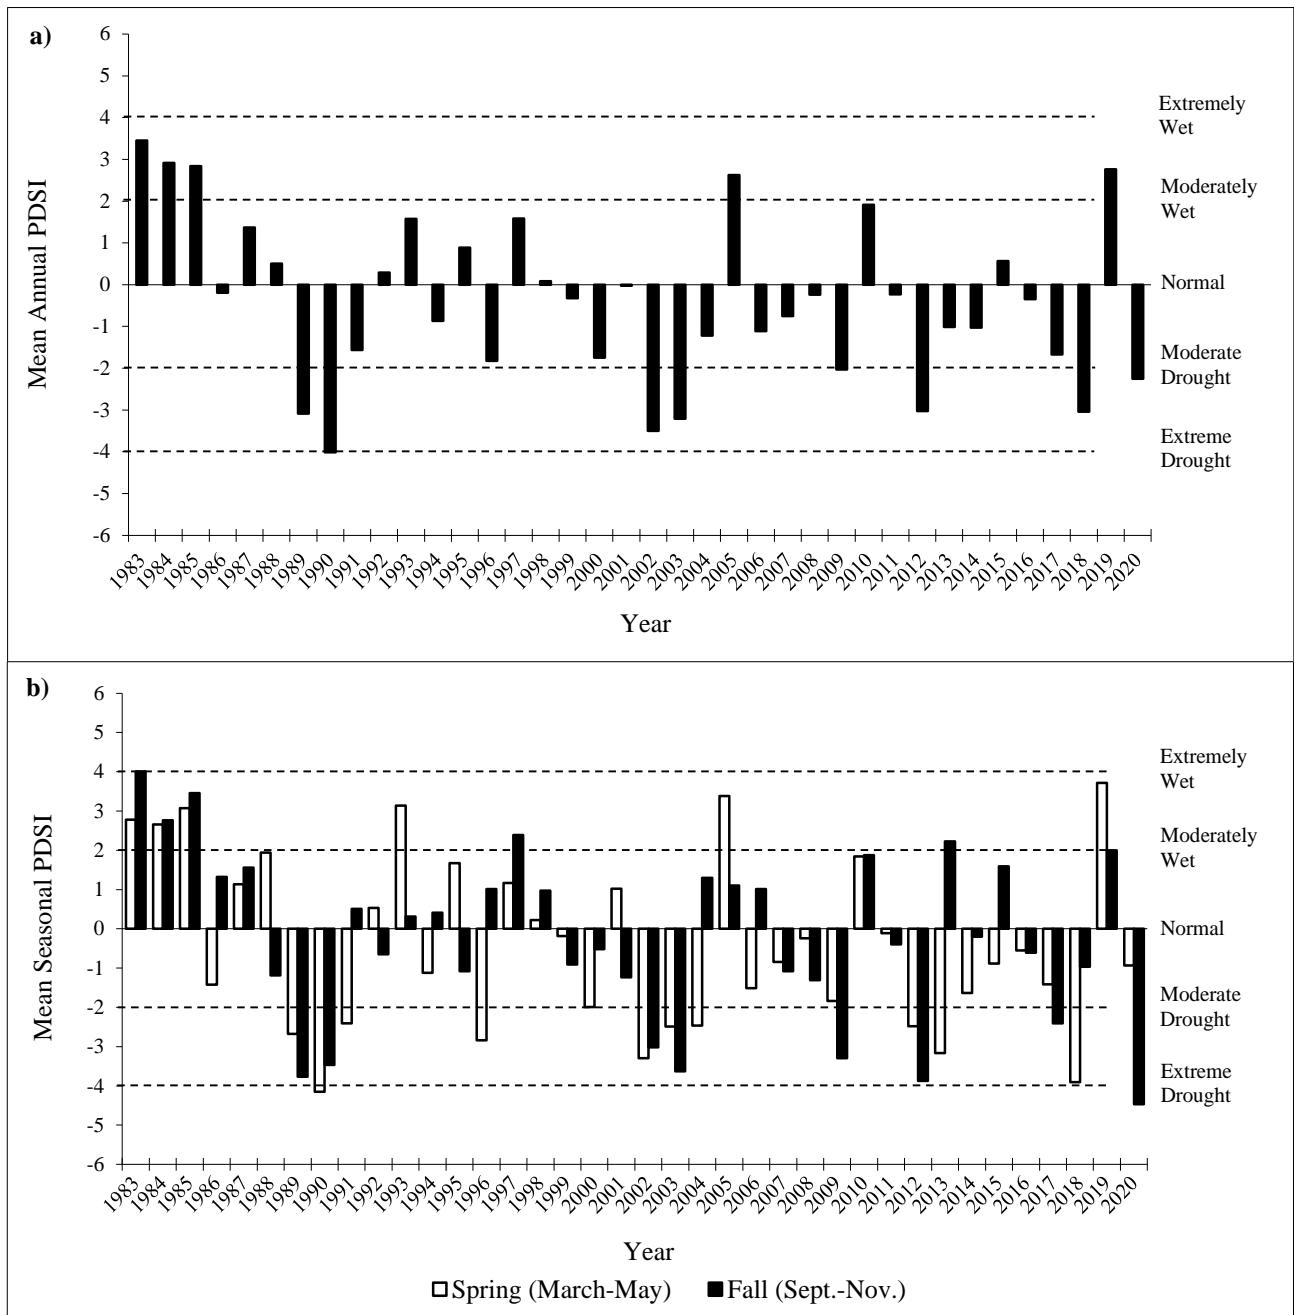 a)
6
5
4
3
2
1
0
-1
-2
-3
-4
-5
-6
Mean Annual PDSI
Extremely
Wet
Moderately
Wet
Normal
Moderate
Drought
Extreme
Drought
1983 1984 1985 1986 1987 1988 1989 1990 1991 1992 1993 1994 1995 1996 1997 1998 1999 2000 2001 2002 2003 2004 2005 2006 2007 2008 2009 2010 2011 2012 2013 2014 2015 2016 2017 2018 2019 2020
Year
b)
6
5
4
3
2
1
0
-1
-2
-3
-4
-5
-6
Mean Seasonal PDSI
Extremely
Wet
Moderately
Wet
Normal
Moderate
Drought
Extreme
Drought
1983 1984 1985 1986 1987 1988 1989 1990 1991 1992 1993 1994 1995 1996 1997 1998 1999 2000 2001 2002 2003 2004 2005 2006 2007 2008 2009 2010 2011 2012 2013 2014 2015 2016 2017 2018 2019 2020
Year
Spring (March-May) Fall (Sept.-Nov.)